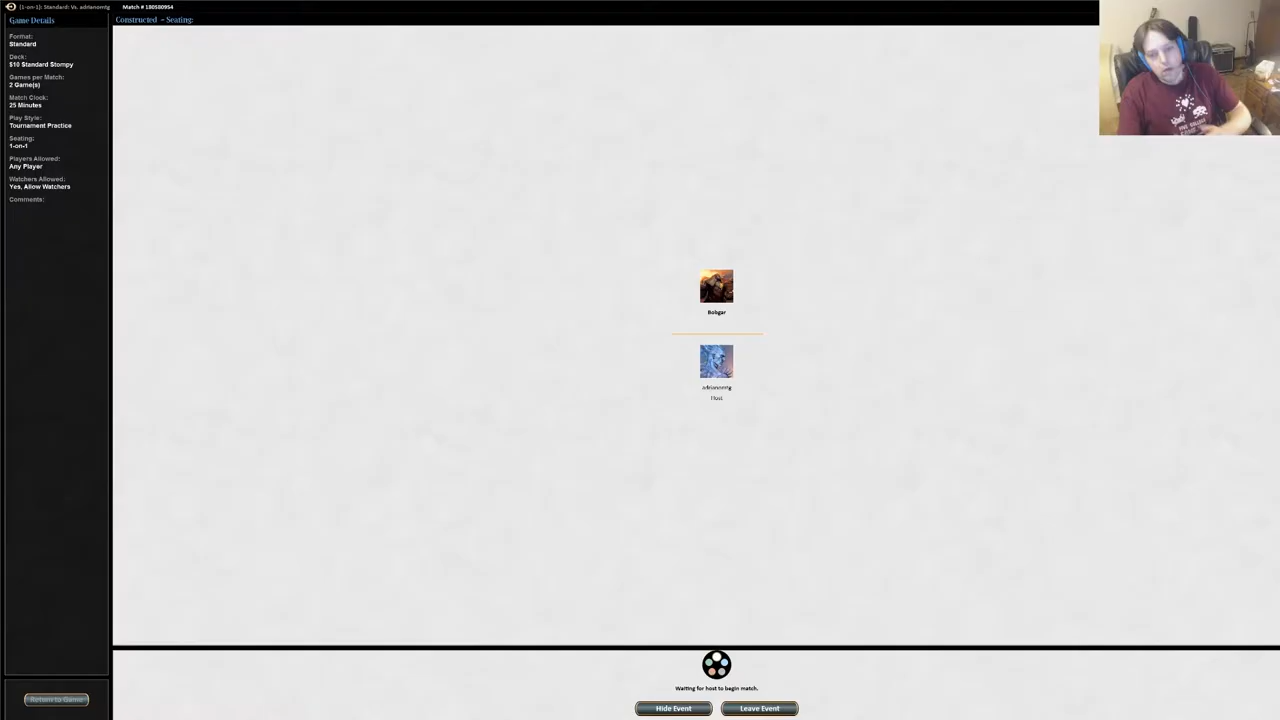 [1-on-1]: Standard: Vs. adrianomtg Match # 180580954
Game Details
Constructed - Seating:
Format:
Standard
Deck:
$10 Standard Stompy
Games per Match:
2 Game(s)
Match Clock:
25 Minutes
Play Style:
Tournament Practice
Seating:
1-on-1
Players Allowed:
Any Player
Watchers Allowed:
Yes, Allow Watchers
Comments:
Bobgar
adrianomtg
Host
Waiting for host to begin match.
Return to Game
Hide Event
Leave Event